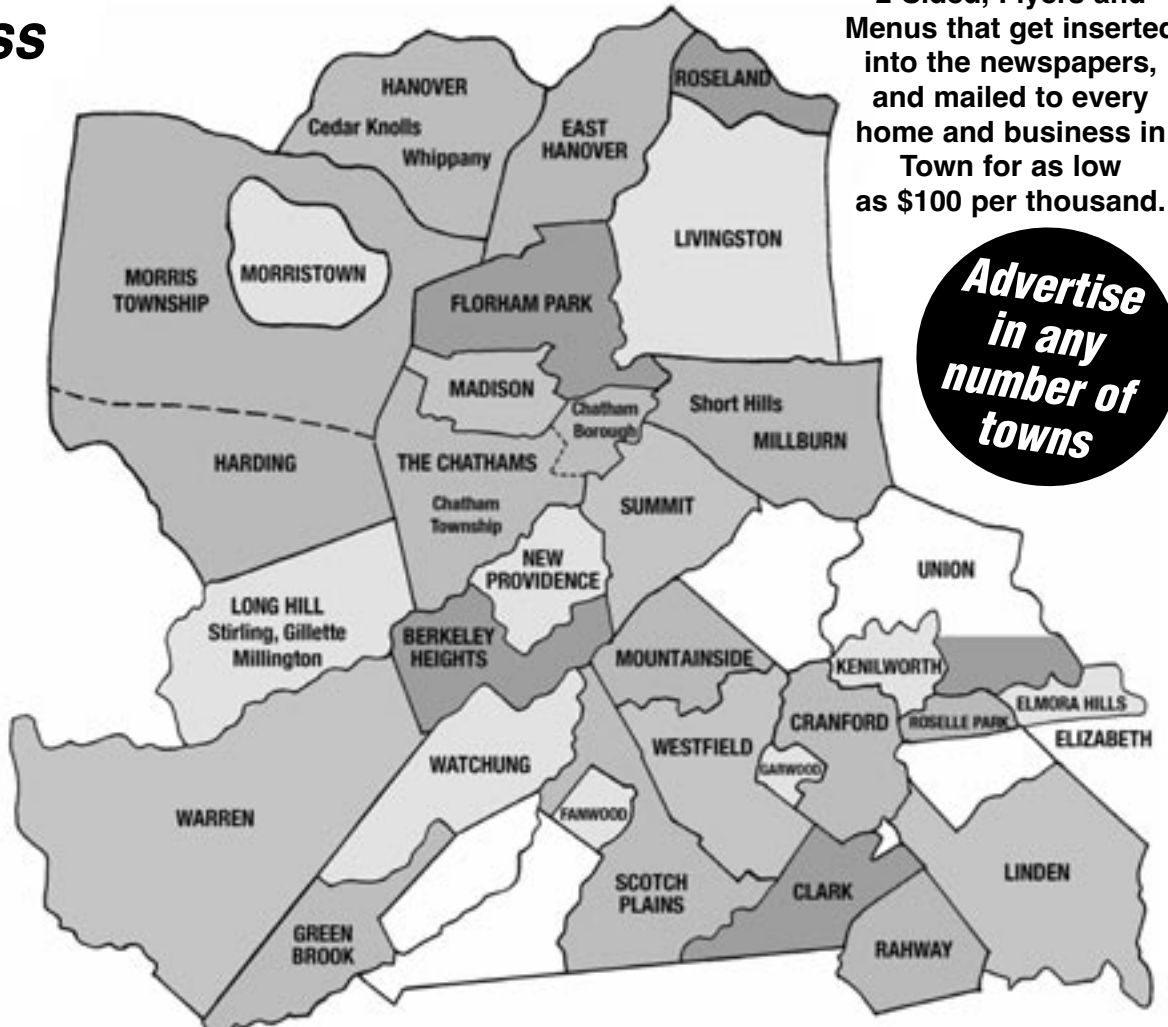 ss
2-Sided, Flyers and
Menus that get inserted
into the newspapers,
and mailed to every
home and business in
Town for as low
as $100 per thousand.
Advertise
in any
number of
towns
ROSELAND
HANOVER
Cedar Knolls
Whippany
EAST
HANOVER
LIVINGSTON
MORRIS
TOWNSHIP
MORRISTOWN
FLORHAM PARK
MADISON
Chatham
Borough
Short Hills
MILLBURN
HARDING
THE CHATHAMS
Chatham
Township
SUMMIT
NEW
PROVIDENCE
UNION
LONG HILL
Stirling, Gillette
Millington
BERKELEY
HEIGHTS
MOUNTAINSIDE
KENILWORTH
ELMORA HILLS
ROSELLE PARK
ELIZABETH
CRANFORD
WESTFIELD
GARWOOD
WATCHUNG
FANWOOD
WARREN
SCOTCH
PLAINS
CLARK
LINDEN
GREEN
BROOK
RAHWAY